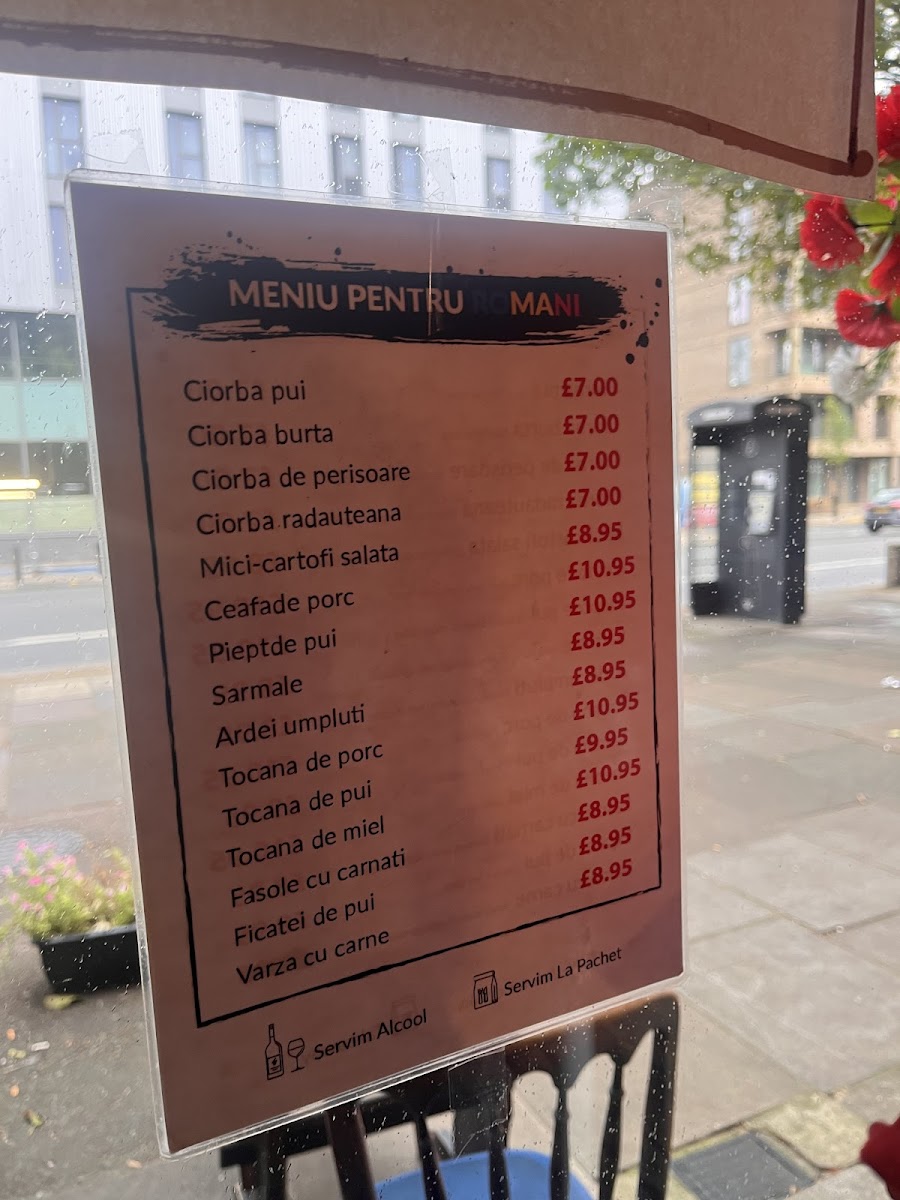 MENIU PENTRU ROMANI
Ciorba pui £7.00
Ciorba burta £7.00
Ciorba de perisoare £7.00
Ciorba radauteana £7.00
Mici-cartofi salata £8.95
Ceafade porc £10.95
Pieptde pui £10.95
Sarmale £8.95
Ardei umpluti £8.95
Tocana de porc £10.95
Tocana de pui £9.95
Tocana de miel £10.95
Fasole cu carnati £8.95
Ficatei de pui £8.95
Varza cu carne £8.95
Servim Alcool Servim La Pachet